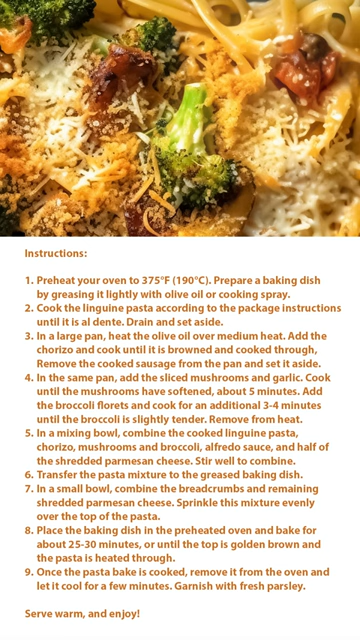 Instructions:
1. Preheat your oven to 375°F (190°C). Prepare a baking dish
by greasing it lightly with olive oil or cooking spray.
2. Cook the linguine pasta according to the package instructions
until it is al dente. Drain and set aside.
3. In a large pan, heat the olive oil over medium heat. Add the
chorizo and cook until it is browned and cooked through,
Remove the cooked sausage from the pan and set it aside.
4. In the same pan, add the sliced mushrooms and garlic. Cook
until the mushrooms have softened, about 5 minutes. Add
the broccoli florets and cook for an additional 3-4 minutes
until the broccoli is slightly tender. Remove from heat.
5. In a mixing bowl, combine the cooked linguine pasta,
chorizo, mushrooms and broccoli, alfredo sauce, and half of
the shredded parmesan cheese. Stir well to combine.
6. Transfer the pasta mixture to the greased baking dish.
7. In a small bowl, combine the breadcrumbs and remaining
shredded parmesan cheese. Sprinkle this mixture evenly
over the top of the pasta.
8. Place the baking dish in the preheated oven and bake for
about 25-30 minutes, or until the top is golden brown and
the pasta is heated through.
9. Once the pasta bake is cooked, remove it from the oven and
let it cool for a few minutes. Garnish with fresh parsley.
Serve warm, and enjoy!